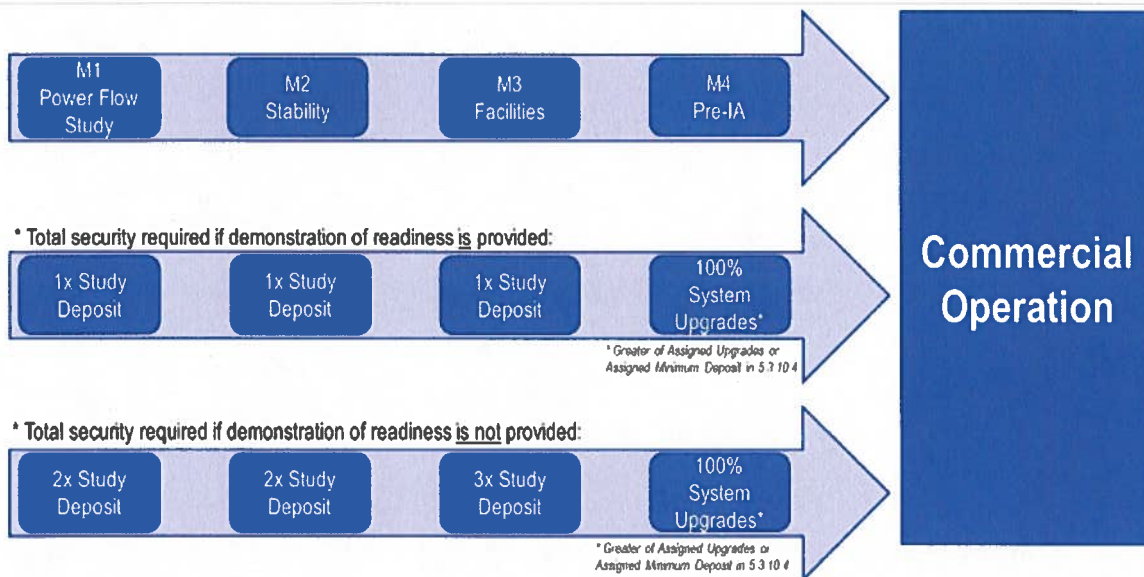 M1
Power Flow
Study
M2
Stability
M3
Facilities
M4
Pre-IA
* Total security required if demonstration of readiness is provided:
1x Study
Deposit
1x Study
Deposit
1x Study
Deposit
100%
System
Upgrades*
* Greater of Assigned Upgrades or
Assigned Minimum Deposit in 5.3.10.4
* Total security required if demonstration of readiness is not provided:
2x Study
Deposit
2x Study
Deposit
3x Study
Deposit
100%
System
Upgrades*
* Greater of Assigned Upgrades or
Assigned Minimum Deposit in 5.3.10.4
Commercial
Operation